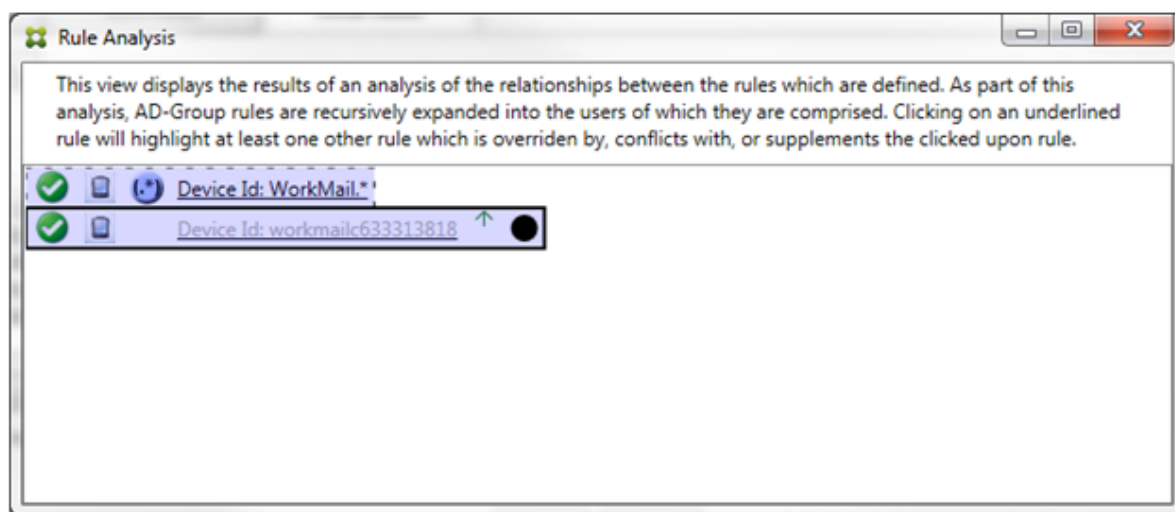 Rule Analysis
This view displays the results of an analysis of the relationships between the rules which are defined. As part of this
analysis, AD-Group rules are recursively expanded into the users of which they are comprised. Clicking on an underlined
rule will highlight at least one other rule which is overriden by, conflicts with, or supplements the clicked upon rule.
(.*) Device Id: WorkMail.*
Device Id: workmailc633313818